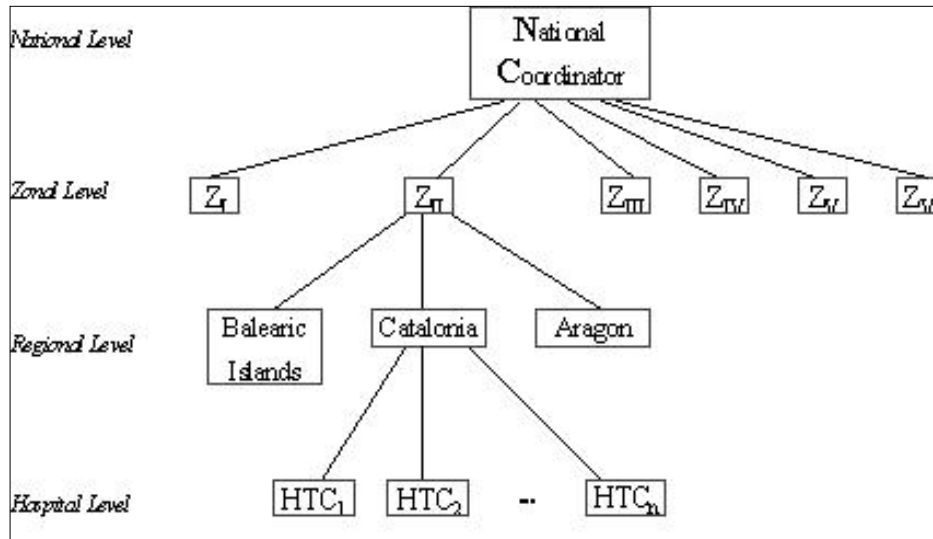 National Level
National
Coordinator
Zonal Level
Z_I
Z_II
Z_III
Z_IV
Z_V
Z_V
Regional Level
Balearic
Islands
Catalonia
Aragon
Hospital Level
HTC_1
HTC_2
--
HTC_n